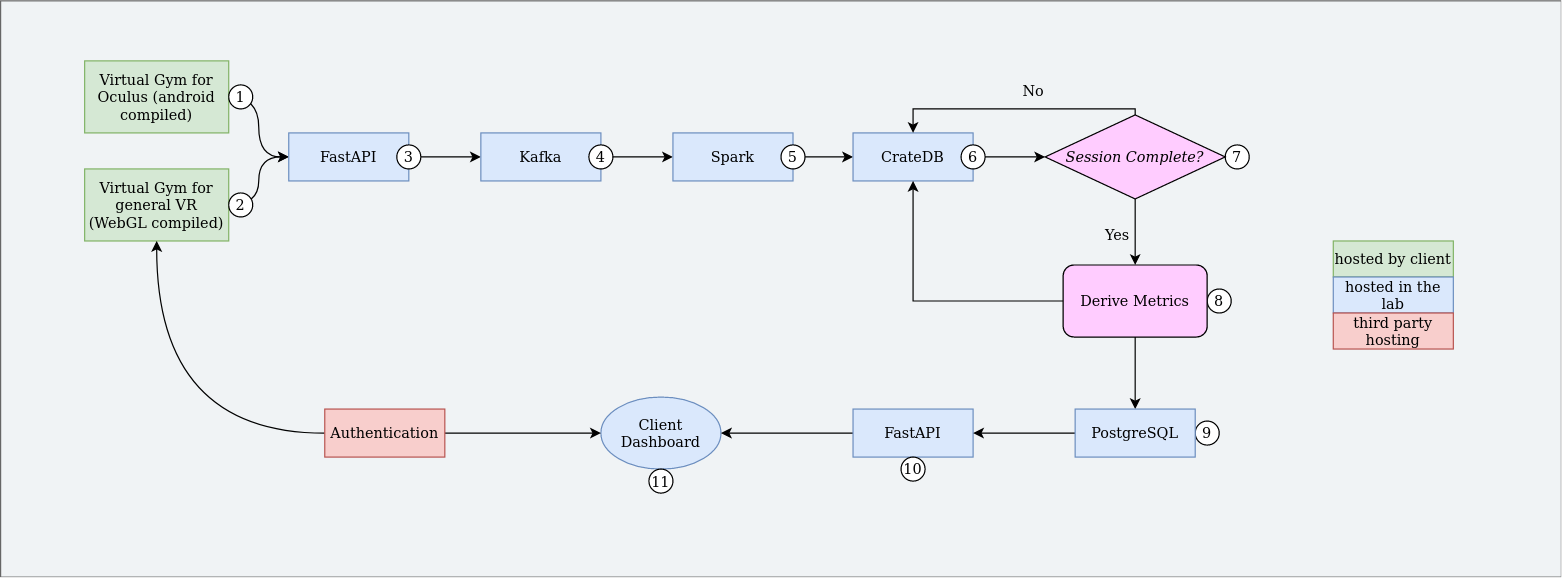 Virtual Gym for
Oculus (android
compiled)
1
Virtual Gym for
general VR
(WebGL compiled)
2
FastAPI
3
Kafka
4
Spark
5
CrateDB
6
No
Session Complete?
7
Yes
Derive Metrics
8
hosted by client
hosted in the
lab
third party
hosting
Authentication
Client
Dashboard
11
FastAPI
10
PostgreSQL
9